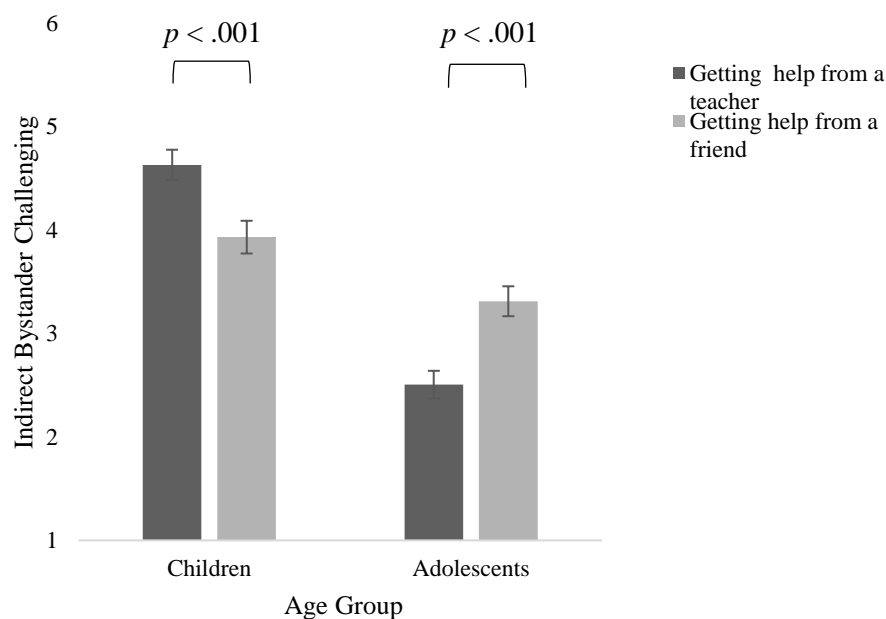 6
p < .001
p < .001
Getting help from a
teacher
Getting help from a
friend
5
4
3
2
1
Indirect Bystander Challenging
Children
Adolescents
Age Group